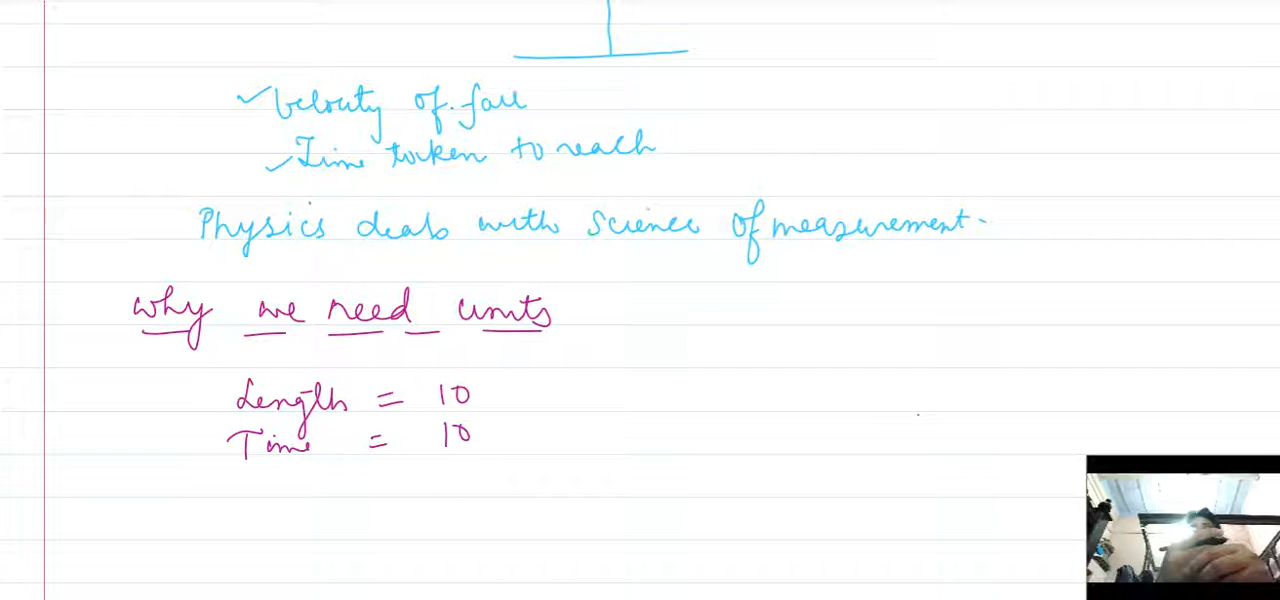 ✓ Velocity of fall
✓ Time taken to reach
Physics deals with science of measurement.
why we need units
Length = 10
Time = 10